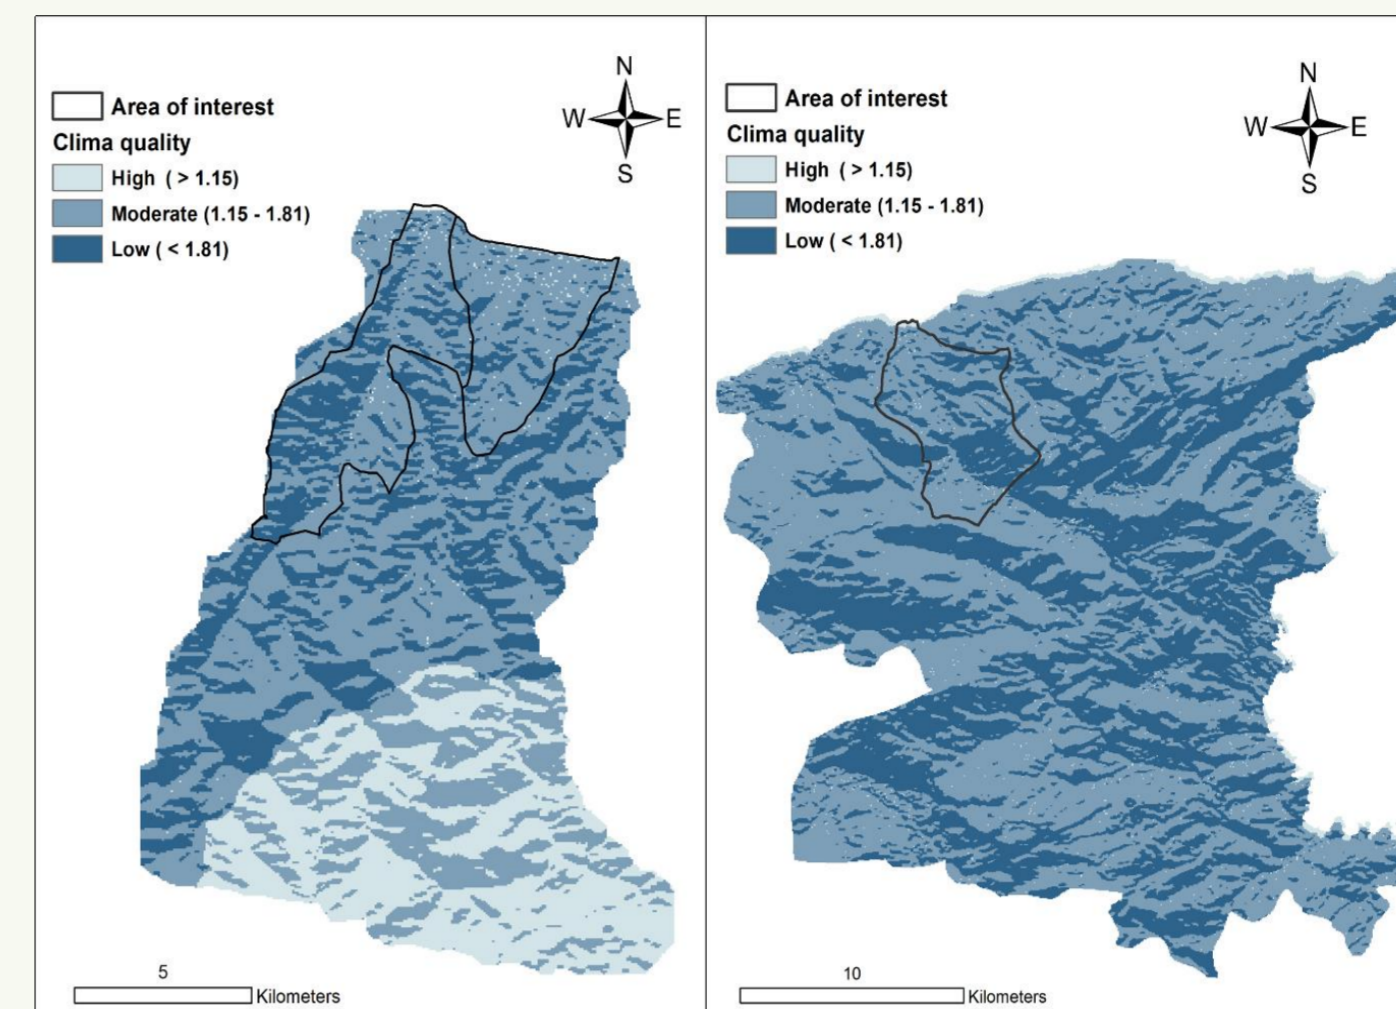 N
W E
S
Area of interest
Clima quality
High ( > 1.15)
Moderate (1.15 - 1.81)
Low ( < 1.81)
5
Kilometers
N
W E
S
Area of interest
Clima quality
High ( > 1.15)
Moderate (1.15 - 1.81)
Low ( < 1.81)
10
Kilometers